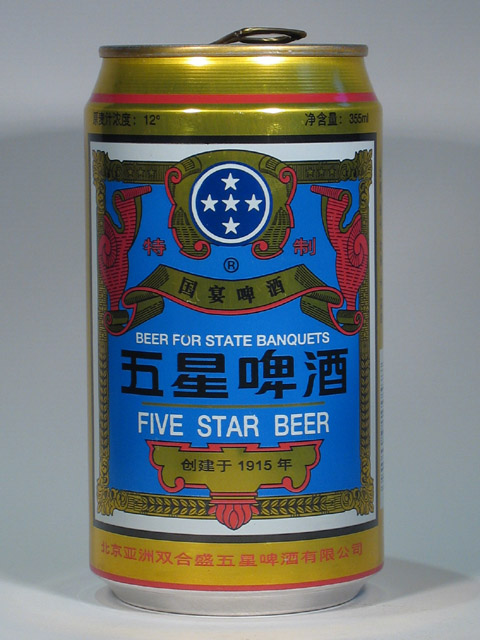 原麦汁浓度：12° 净含量：355ml
特 制
®
国宴啤酒
BEER FOR STATE BANQUETS
五星啤酒
FIVE STAR BEER
创建于 1915 年
北京亚洲双合盛五星啤酒有限公司